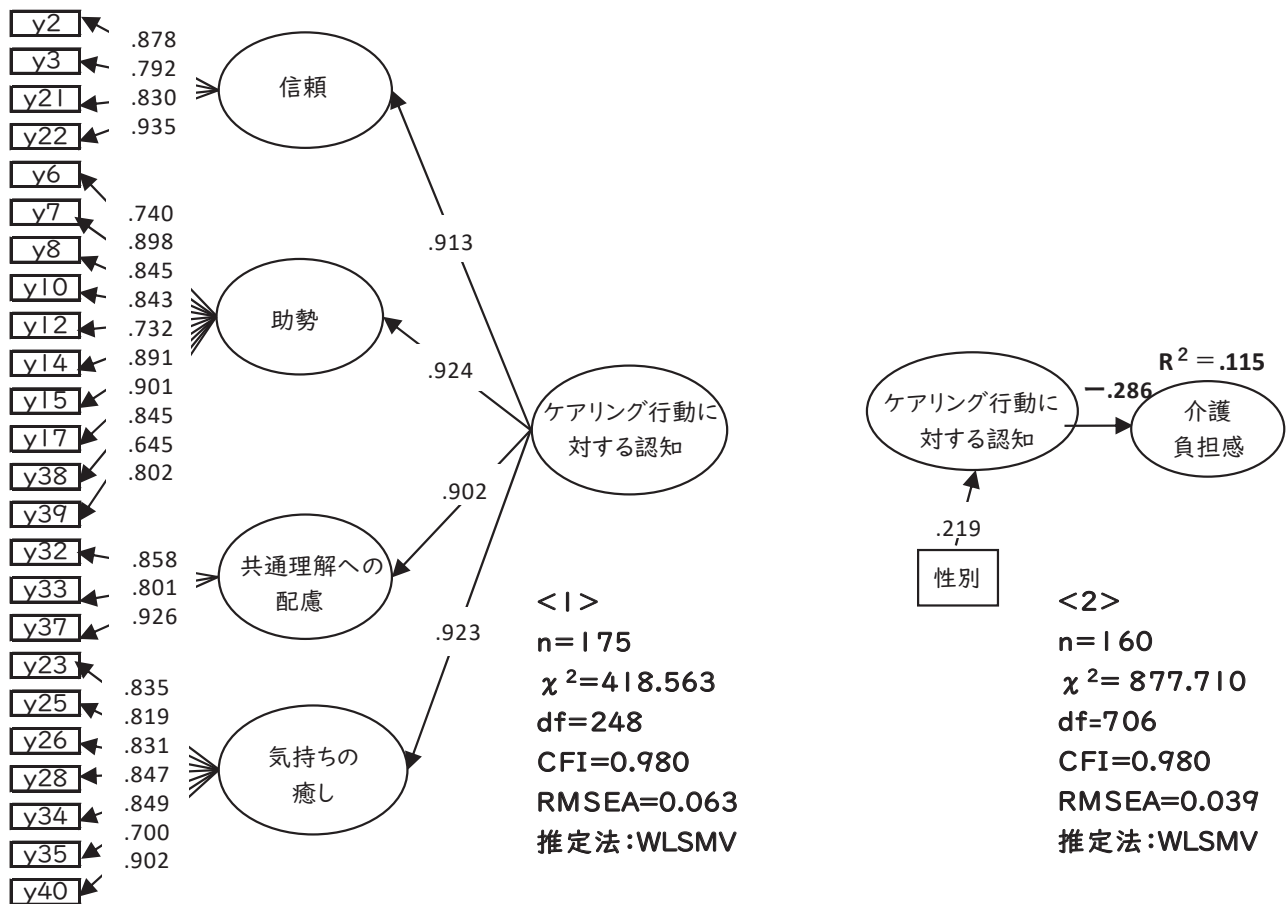 y2
y3
y21
y22
y6
y7
y8
y10
y12
y14
y15
y17
y38
y39
y32
y33
y37
y23
y25
y26
y28
y34
y35
y40
.878
.792
.830
.935
.740
.898
.845
.843
.732
.891
.901
.845
.645
.802
.858
.801
.926
.835
.819
.831
.847
.849
.700
.902
信頼
助勢
共通理解への
配慮
気持ちの
癒し
.913
.924
.902
.923
ケアリング行動に
対する認知
<1>
n=175
χ²=418.563
df=248
CFI=0.980
RMSEA=0.063
推定法:WLSMV
ケアリング行動に
対する認知
ー.286
R²=.115
介護
負担感
.219
性別
<2>
n=160
χ²= 877.710
df=706
CFI=0.980
RMSEA=0.039
推定法:WLSMV